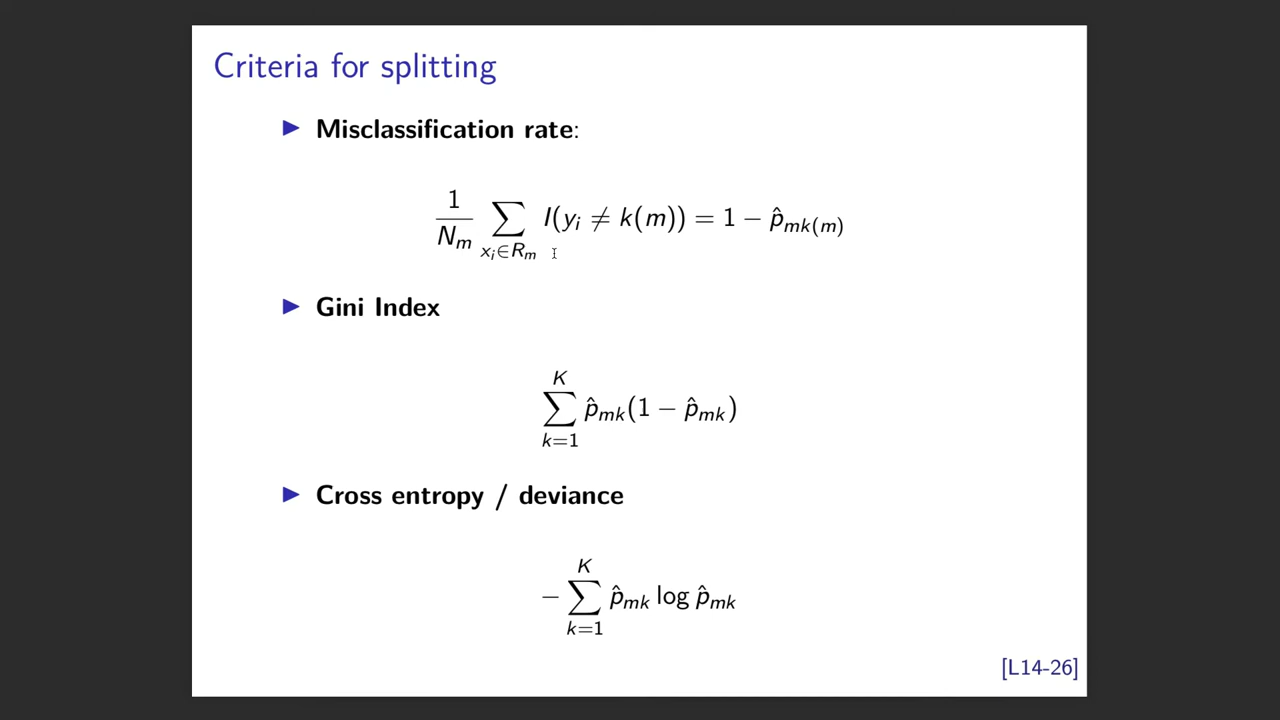 Criteria for splitting
▶ Misclassification rate:
1/N_m ∑_{x_i∈R_m} I(y_i ≠ k(m)) = 1 − p̂_{mk(m)}
▶ Gini Index
∑_{k=1}^{K} p̂_{mk}(1 − p̂_{mk})
▶ Cross entropy / deviance
− ∑_{k=1}^{K} p̂_{mk} log p̂_{mk}
[L14-26]